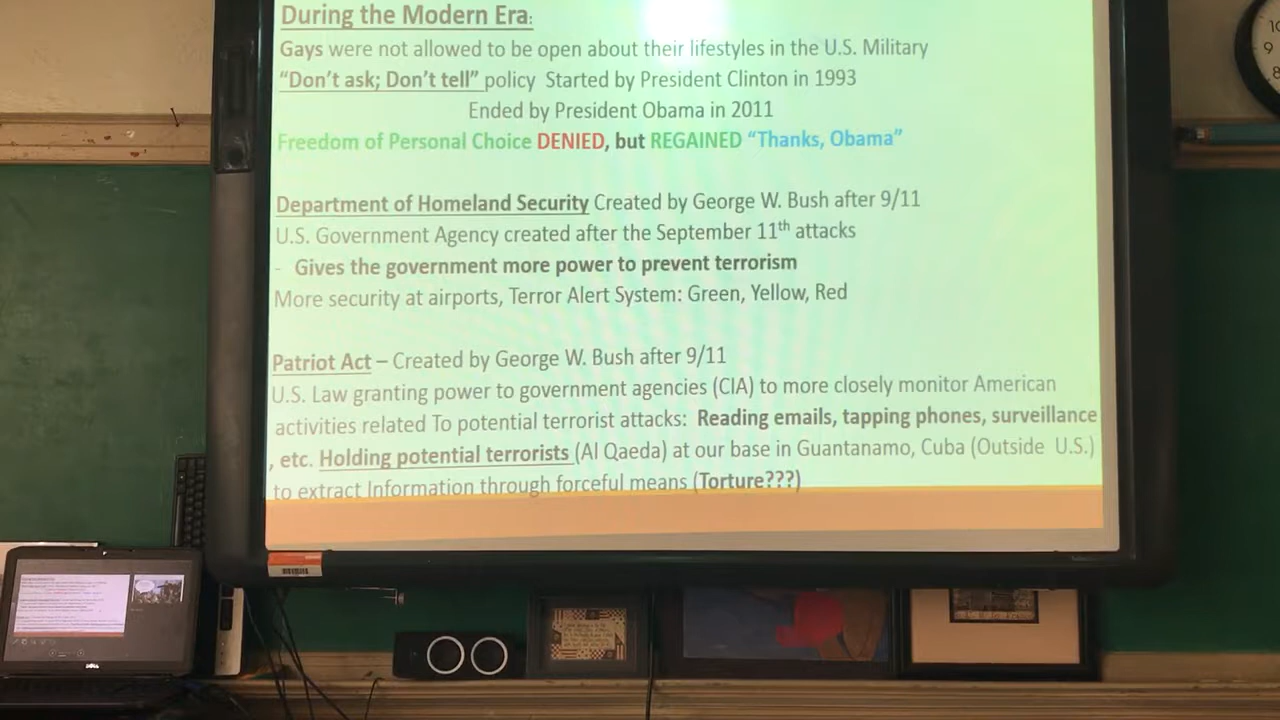 During the Modern Era:
Gays were not allowed to be open about their lifestyles in the U.S. Military
“Don’t ask; Don’t tell” policy Started by President Clinton in 1993
Ended by President Obama in 2011
Freedom of Personal Choice DENIED, but REGAINED “Thanks, Obama”
Department of Homeland Security Created by George W. Bush after 9/11
U.S. Government Agency created after the September 11th attacks
- Gives the government more power to prevent terrorism
More security at airports, Terror Alert System: Green, Yellow, Red
Patriot Act – Created by George W. Bush after 9/11
U.S. Law granting power to government agencies (CIA) to more closely monitor American
activities related To potential terrorist attacks: Reading emails, tapping phones, surveillance
, etc. Holding potential terrorists (Al Qaeda) at our base in Guantanamo, Cuba (Outside U.S.)
to extract Information through forceful means (Torture???)
10
9
8
DELL